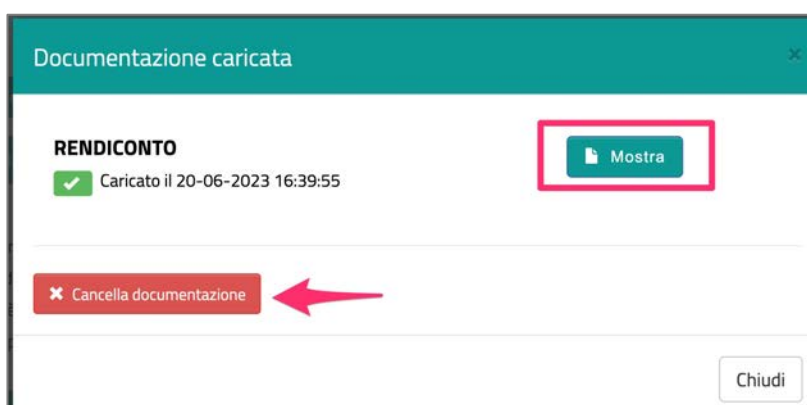 Documentazione caricata
RENDICONTO
Mostra
Caricato il 20-06-2023 16:39:55
Cancella documentazione
Chiudi